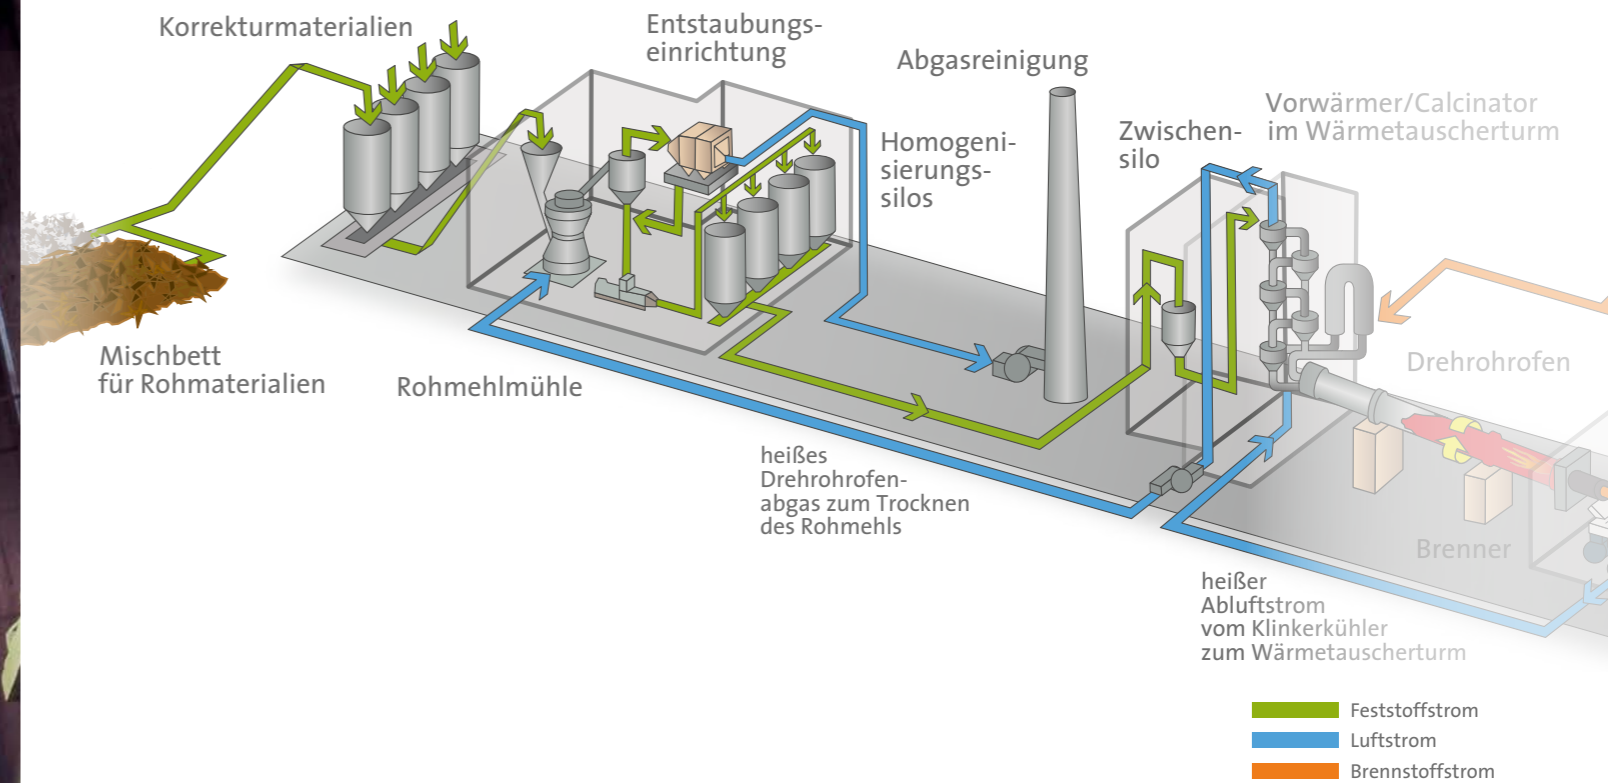 Korrekturmaterialien
Entstaubungs-
einrichtung
Abgasreinigung
Homogeni-
sierungs-
silos
Zwischen-
silo
Vorwärmer/Calcinator
im Wärmetauscherturm
Mischbett
für Rohmaterialien
Rohmehlmühle
Drehrohrofen
heißes
Drehrohrofen-
abgas zum Trocknen
des Rohmehls
Brenner
heißer
Abluftstrom
vom Klinkerkühler
zum Wärmetauscherturm
Feststoffstrom
Luftstrom
Brennstoffstrom